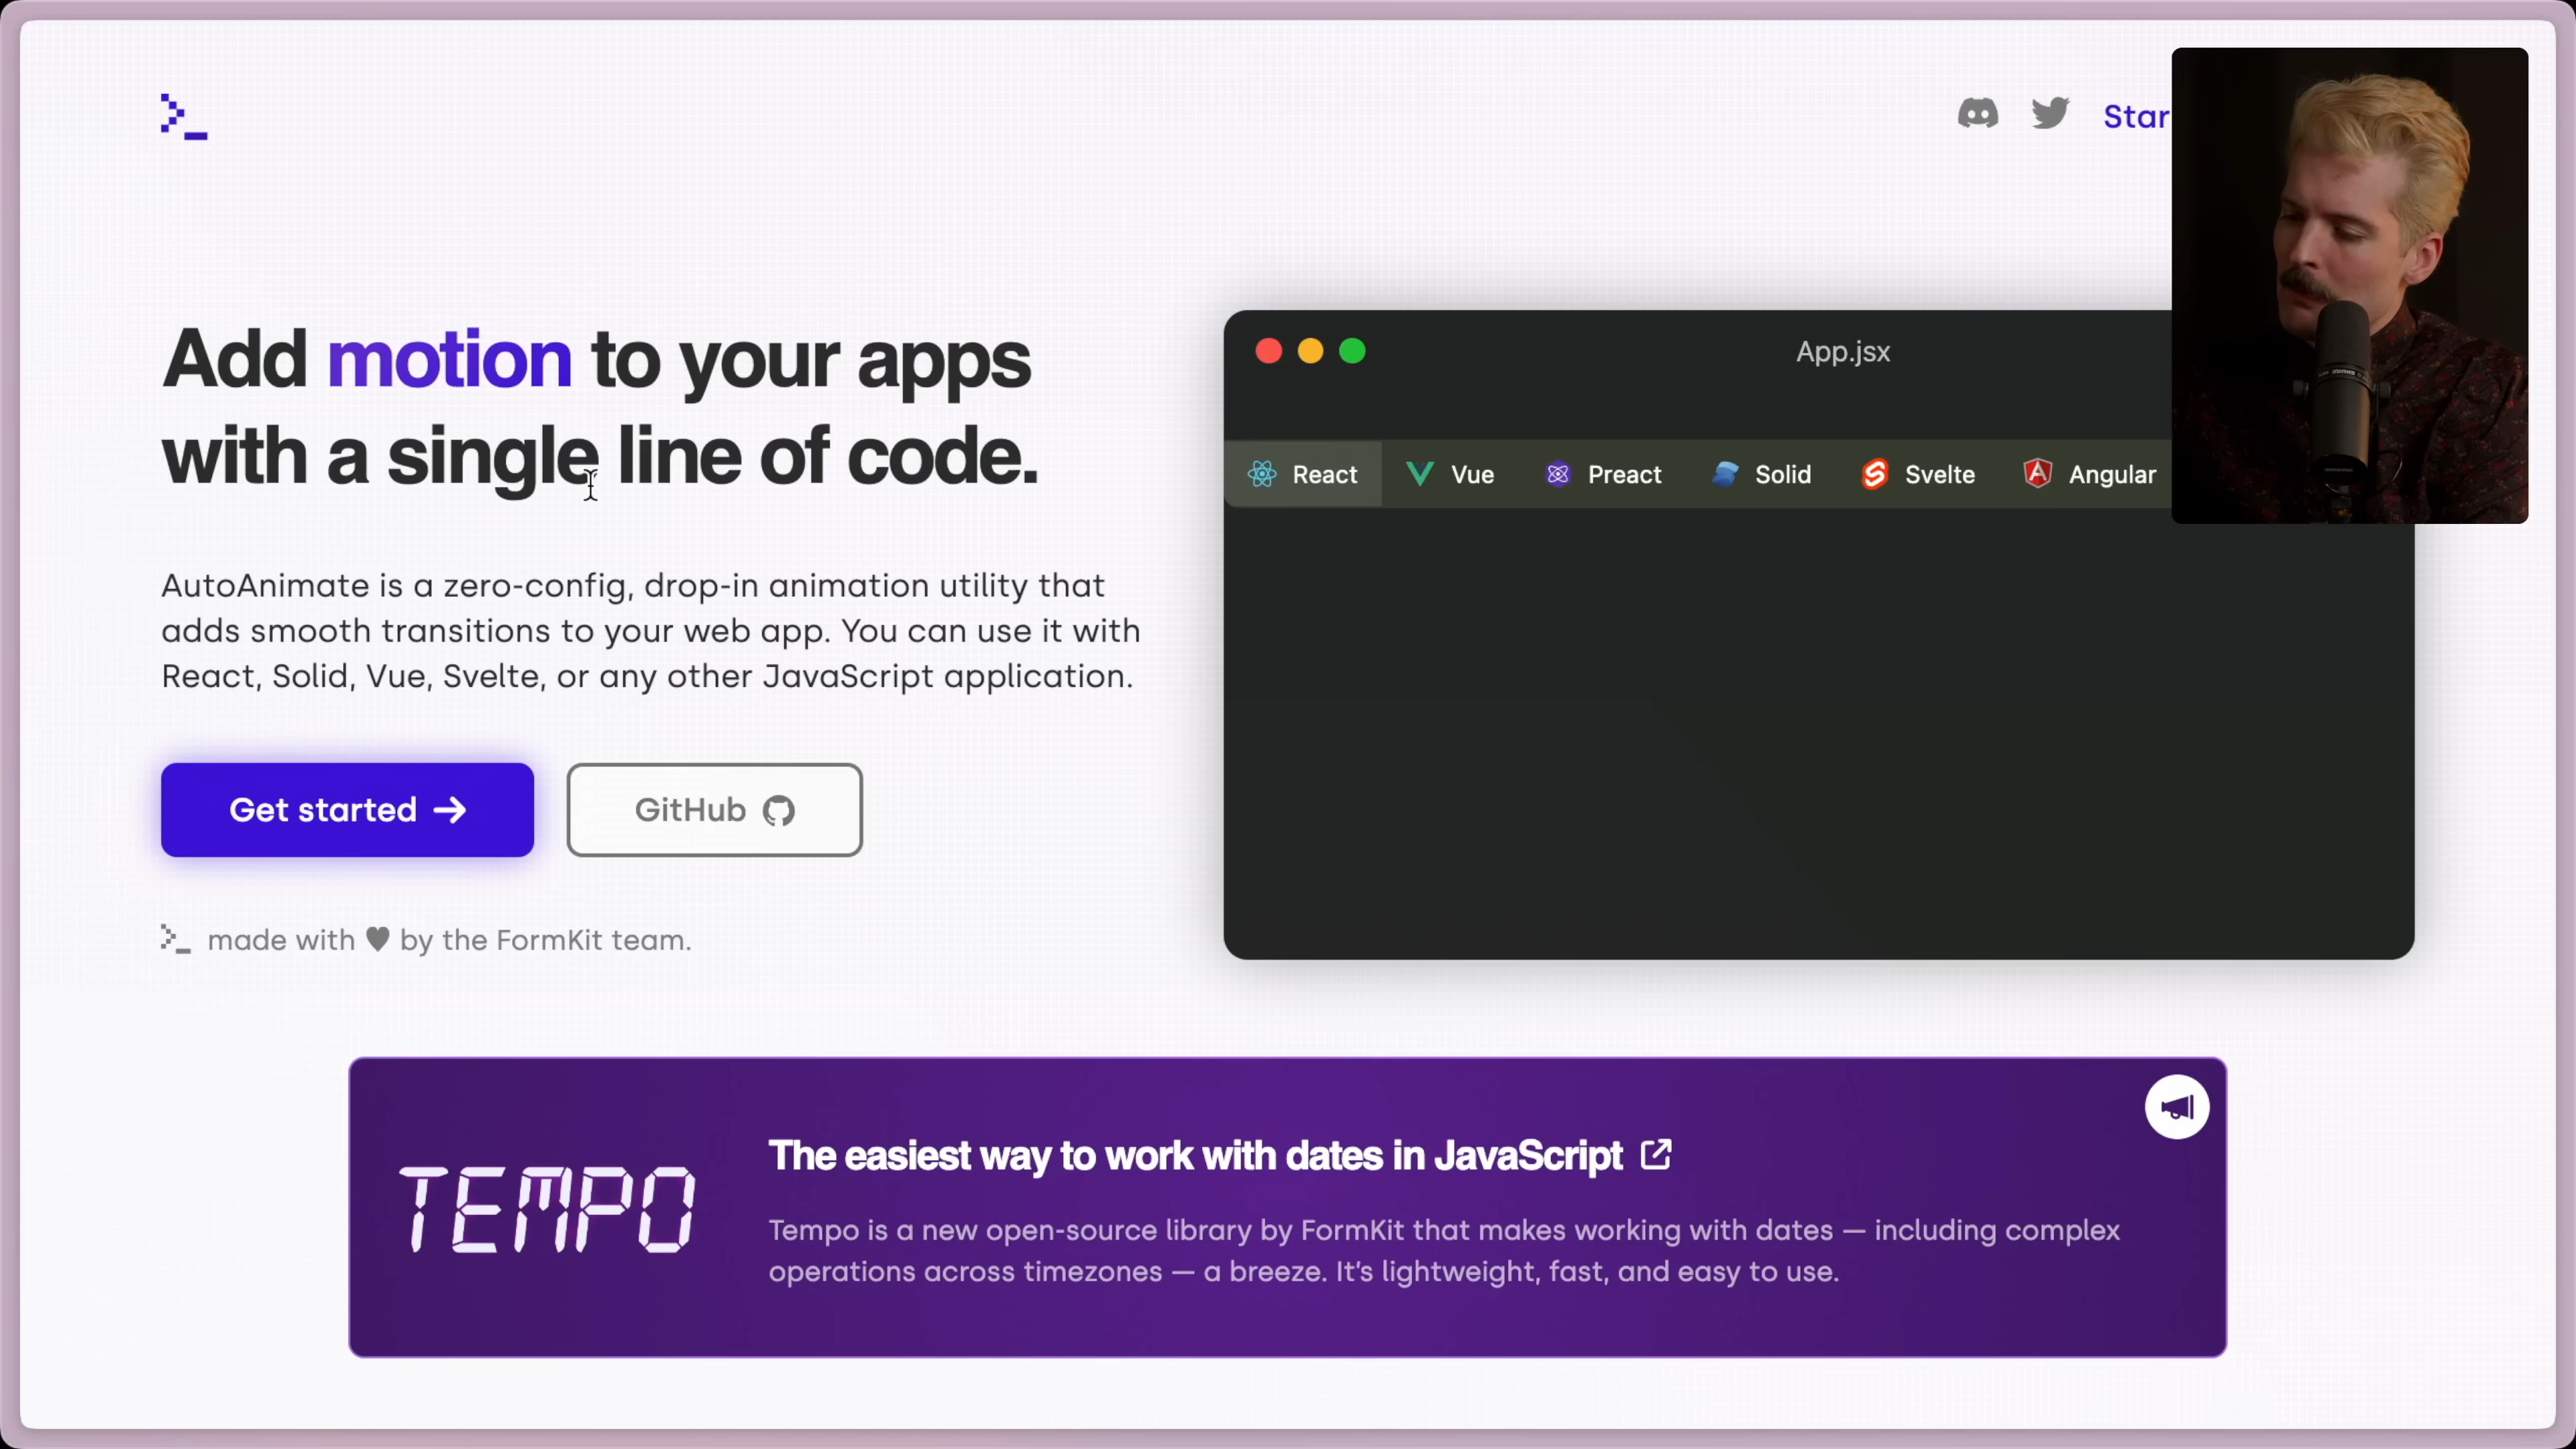 Star
Add motion to your apps
with a single line of code.
AutoAnimate is a zero-config, drop-in animation utility that
adds smooth transitions to your web app. You can use it with
React, Solid, Vue, Svelte, or any other JavaScript application.
Get started
GitHub
made with ♥ by the FormKit team.
App.jsx
React Vue Preact Solid Svelte Angular
TEMPO
The easiest way to work with dates in JavaScript
Tempo is a new open-source library by FormKit that makes working with dates — including complex
operations across timezones — a breeze. It's lightweight, fast, and easy to use.